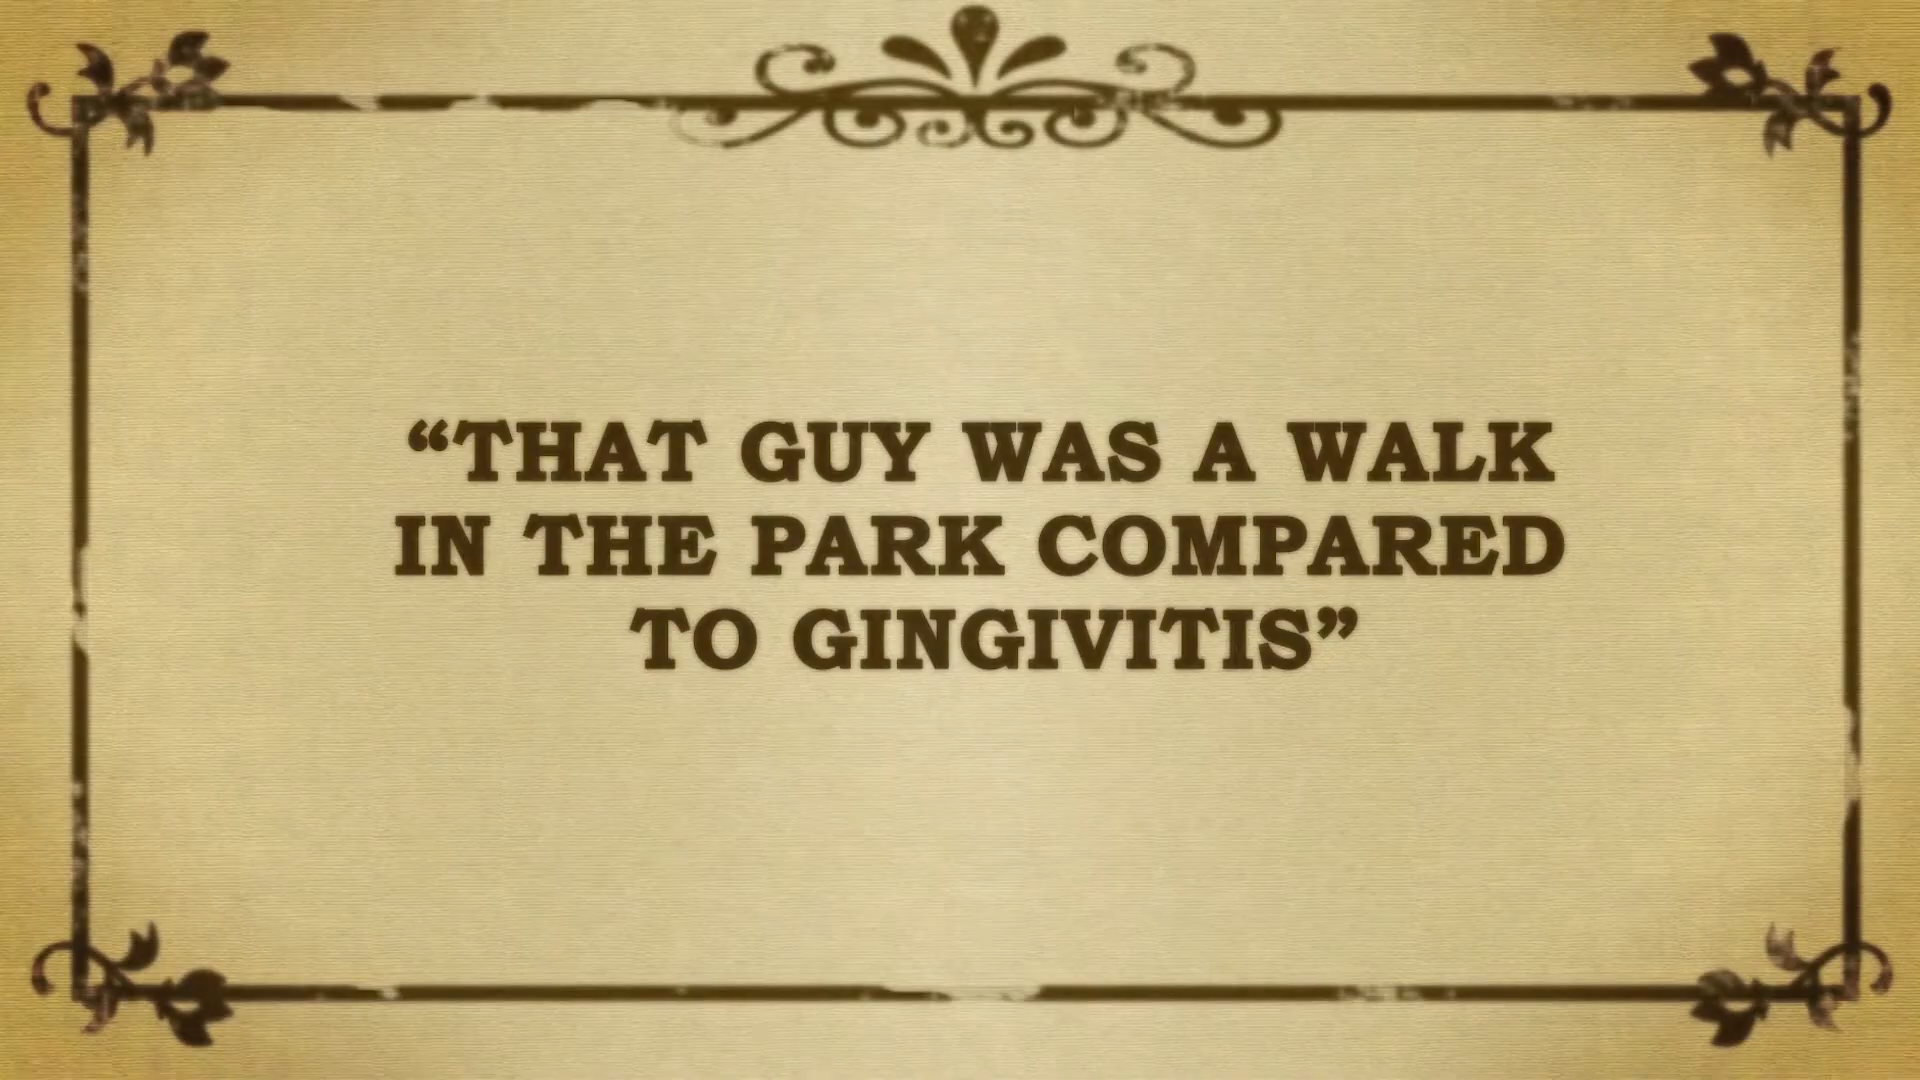 “THAT GUY WAS A WALK
IN THE PARK COMPARED
TO GINGIVITIS”